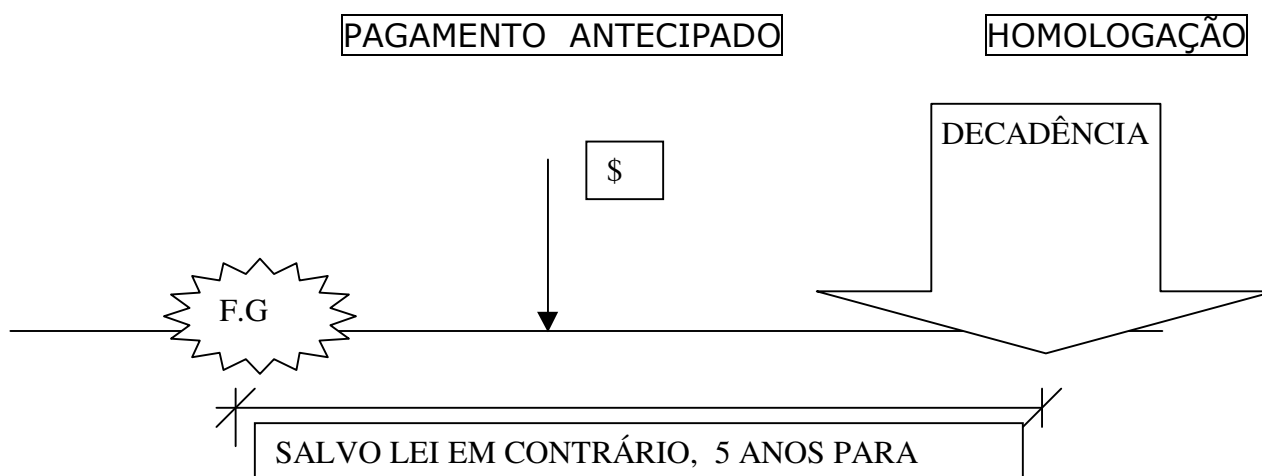 PAGAMENTO ANTECIPADO
HOMOLOGAÇÃO
DECADÊNCIA
$
F.G
SALVO LEI EM CONTRÁRIO, 5 ANOS PARA